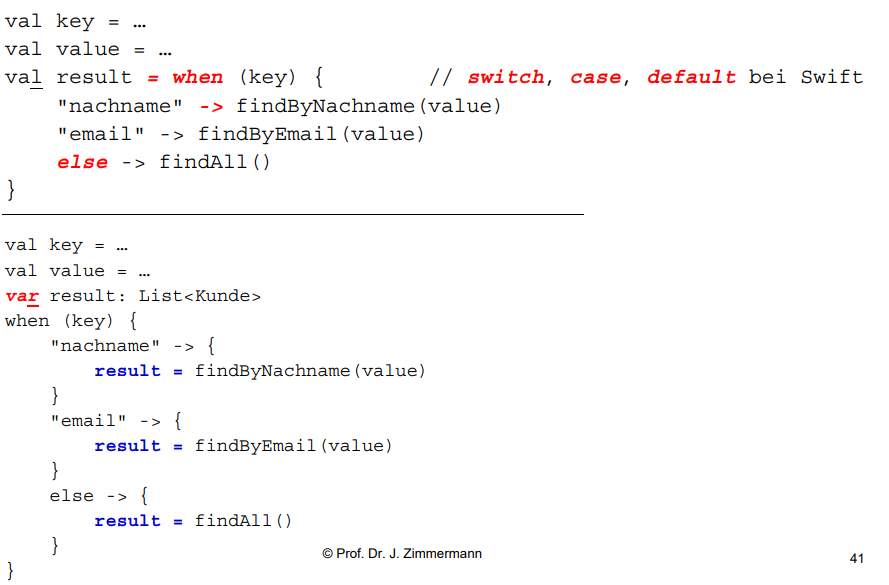 val key = …
val value = …
val result = when (key) {        // switch, case, default bei Swift
    "nachname" -> findByNachname(value)
    "email" -> findByEmail(value)
    else -> findAll()
}
val key = …
val value = …
var result: List<Kunde>
when (key) {
    "nachname" -> {
        result = findByNachname(value)
    }
    "email" -> {
        result = findByEmail(value)
    }
    else -> {
        result = findAll()
    }
}
© Prof. Dr. J. Zimmermann
41